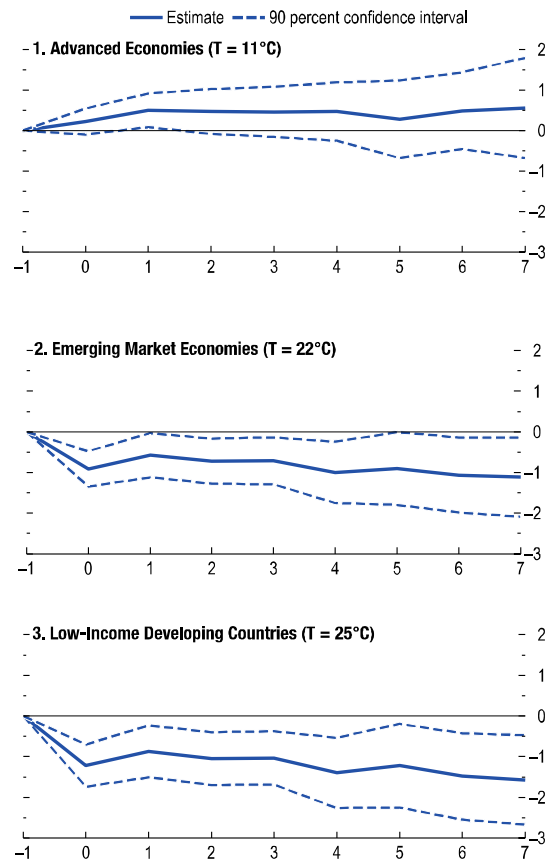 Estimate 90 percent confidence interval
1. Advanced Economies (T = 11°C)
2
1
0
–1
–2
–3
–1 0 1 2 3 4 5 6 7
2. Emerging Market Economies (T = 22°C)
2
1
0
–1
–2
–3
–1 0 1 2 3 4 5 6 7
3. Low-Income Developing Countries (T = 25°C)
2
1
0
–1
–2
–3
–1 0 1 2 3 4 5 6 7